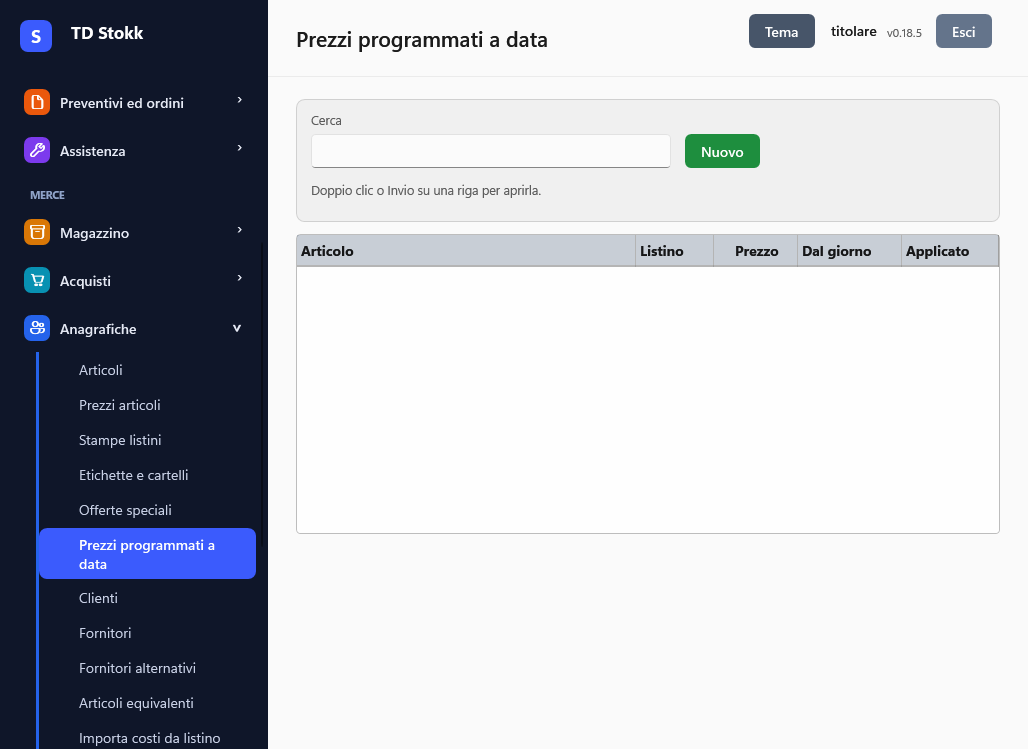 S
TD Stokk
Preventivi ed ordini
Assistenza
MERCE
Magazzino
Acquisti
Anagrafiche
Articoli
Prezzi articoli
Stampe listini
Etichette e cartelli
Offerte speciali
Prezzi programmati a
data
Clienti
Fornitori
Fornitori alternativi
Articoli equivalenti
Importa costi da listino
Prezzi programmati a data
Tema
titolare
v0.18.5
Esci
Cerca
Nuovo
Doppio clic o Invio su una riga per aprirla.
Articolo
Listino
Prezzo
Dal giorno
Applicato